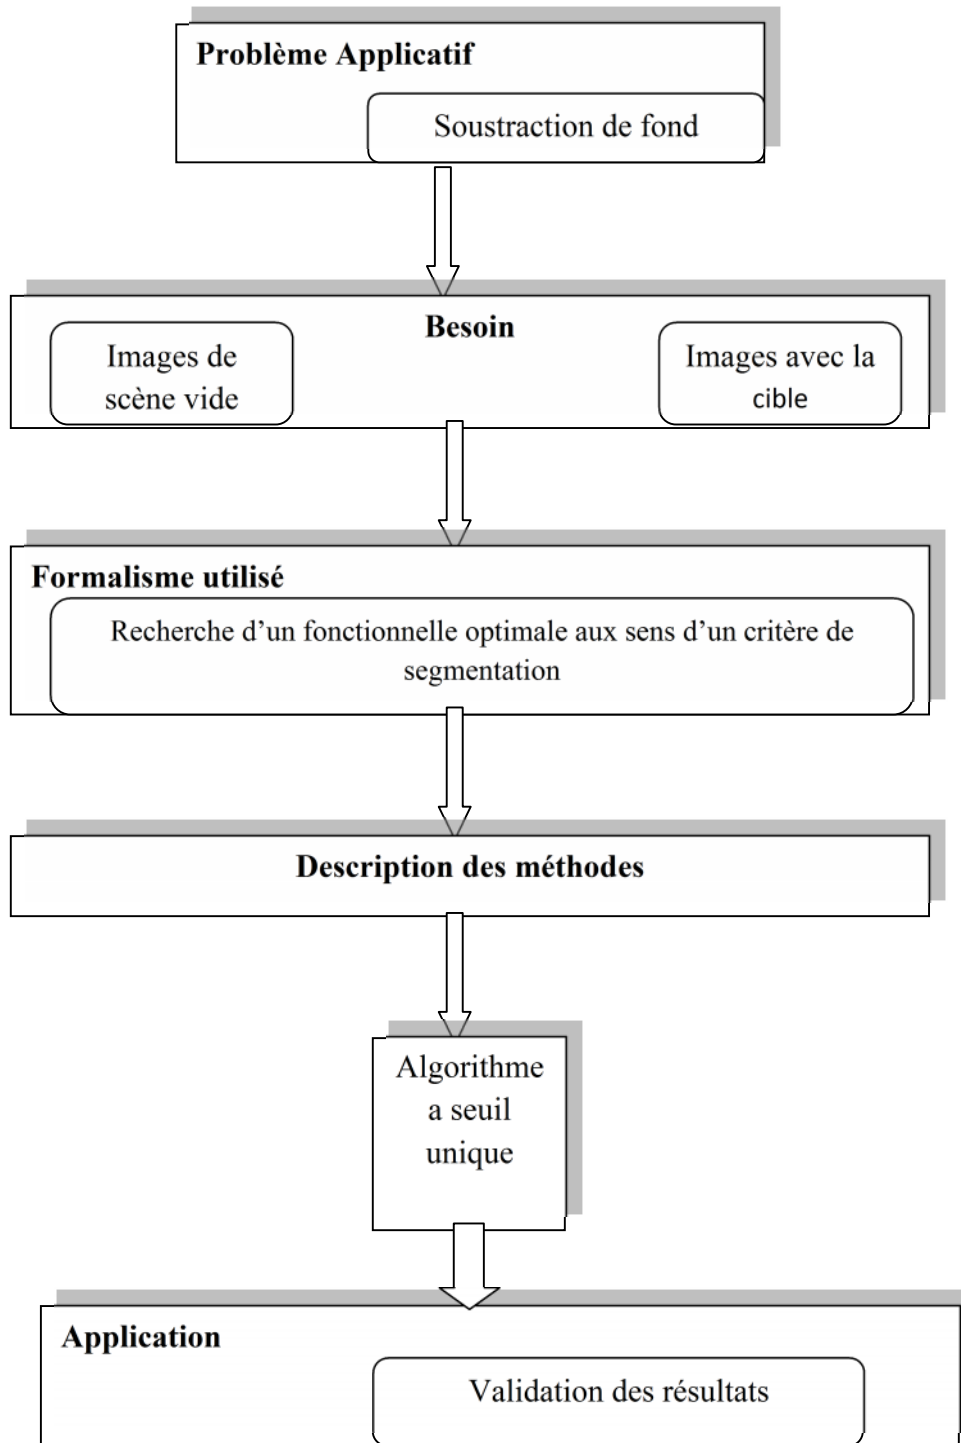 Problème Applicatif
Soustraction de fond
Besoin
Images de
scène vide
Images avec la
cible
Formalisme utilisé
Recherche d’un fonctionnelle optimale aux sens d’un critère de
segmentation
Description des méthodes
Algorithme
a seuil
unique
Application
Validation des résultats